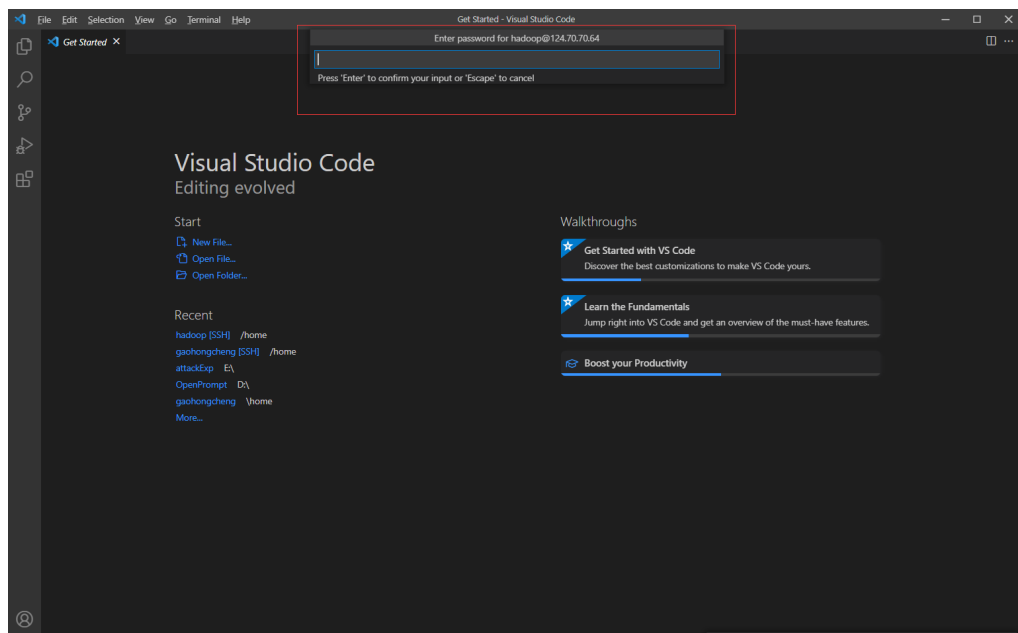 File Edit Selection View Go Terminal Help
Get Started - Visual Studio Code
Get Started
Enter password for hadoop@124.70.70.64
Press 'Enter' to confirm your input or 'Escape' to cancel
Visual Studio Code
Editing evolved
Start
New File...
Open File...
Open Folder...
Recent
hadoop [SSH] /home
gaohongcheng [SSH] /home
attackExp E:\
OpenPrompt D:\
gaohongcheng \home
More...
Walkthroughs
Get Started with VS Code
Discover the best customizations to make VS Code yours.
Learn the Fundamentals
Jump right into VS Code and get an overview of the must-have features.
Boost your Productivity